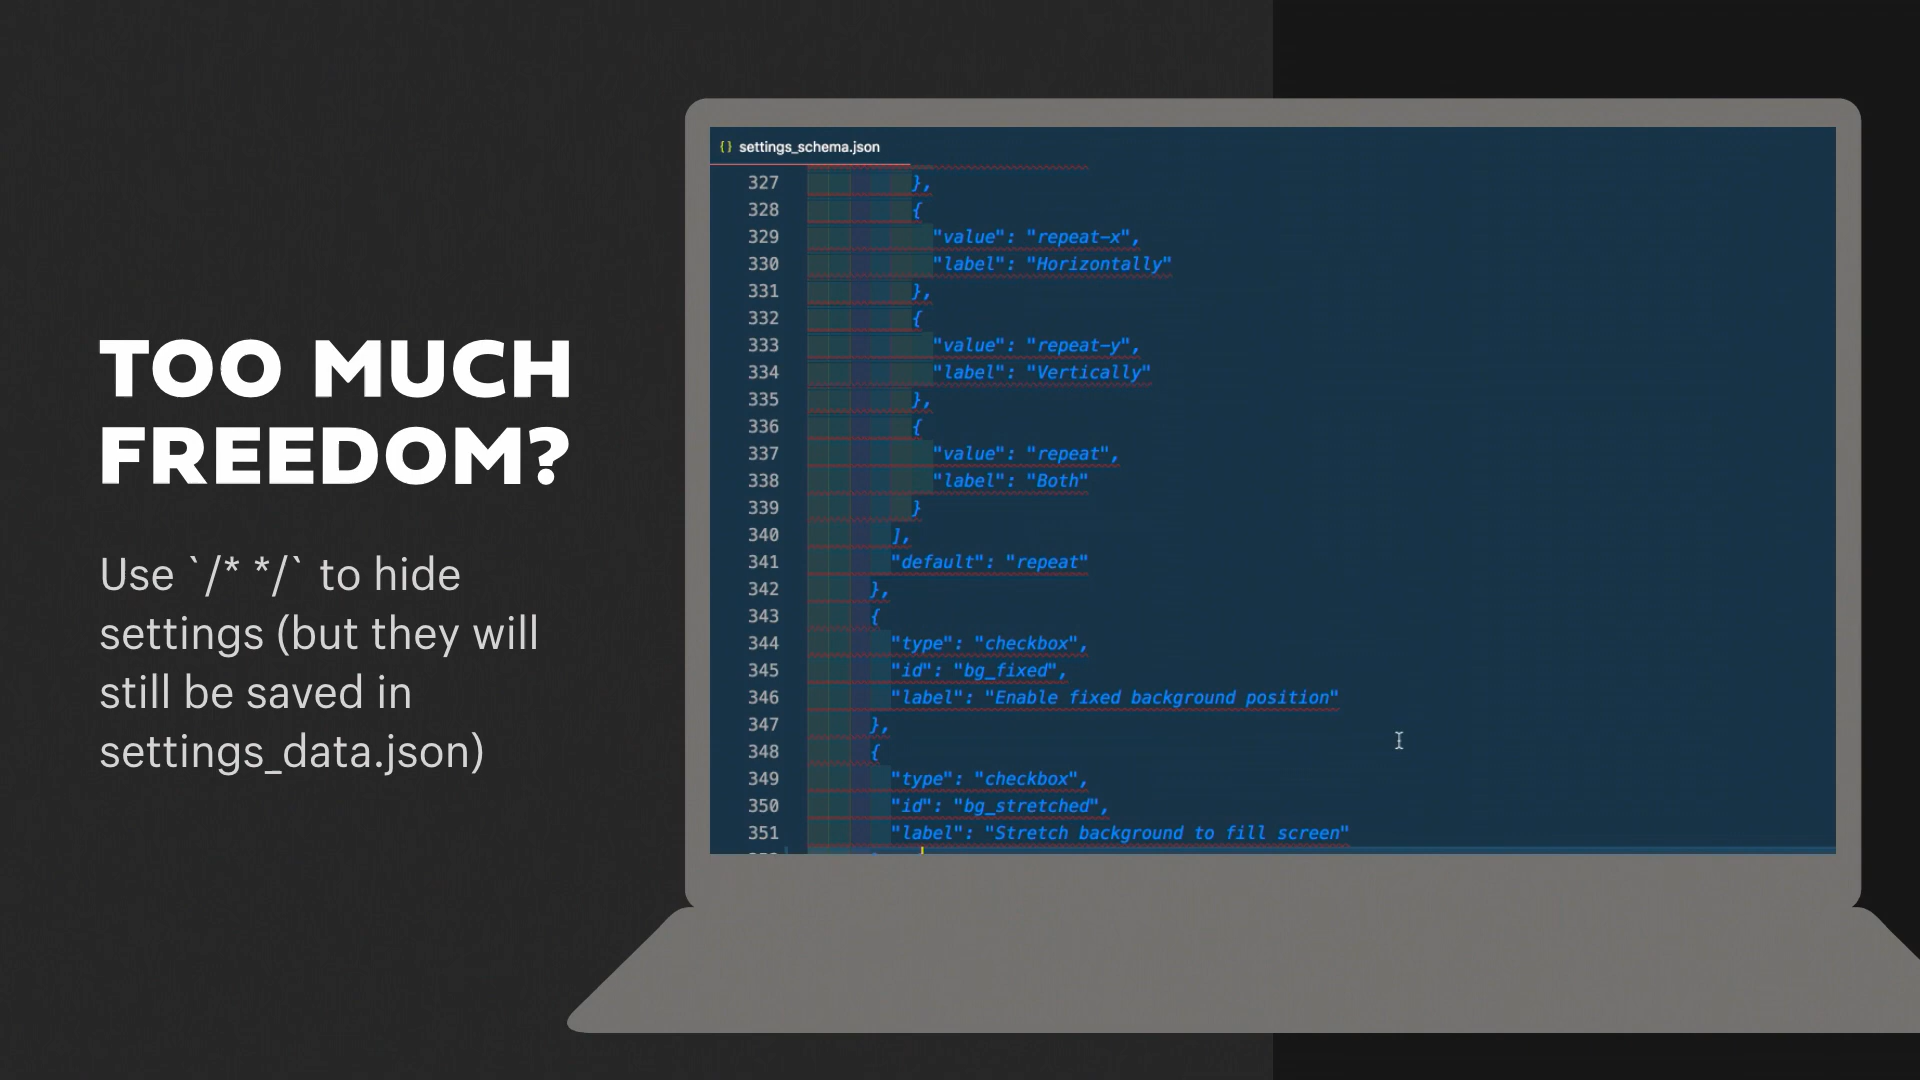 TOO MUCH
FREEDOM?
Use `/* */` to hide
settings (but they will
still be saved in
settings_data.json)
{} settings_schema.json
327 },
328 {
329 "value": "repeat-x",
330 "label": "Horizontally"
331 },
332 {
333 "value": "repeat-y",
334 "label": "Vertically"
335 },
336 {
337 "value": "repeat",
338 "label": "Both"
339 }
340 ],
341 "default": "repeat"
342 },
343 {
344 "type": "checkbox",
345 "id": "bg_fixed",
346 "label": "Enable fixed background position"
347 },
348 {
349 "type": "checkbox",
350 "id": "bg_stretched",
351 "label": "Stretch background to fill screen"